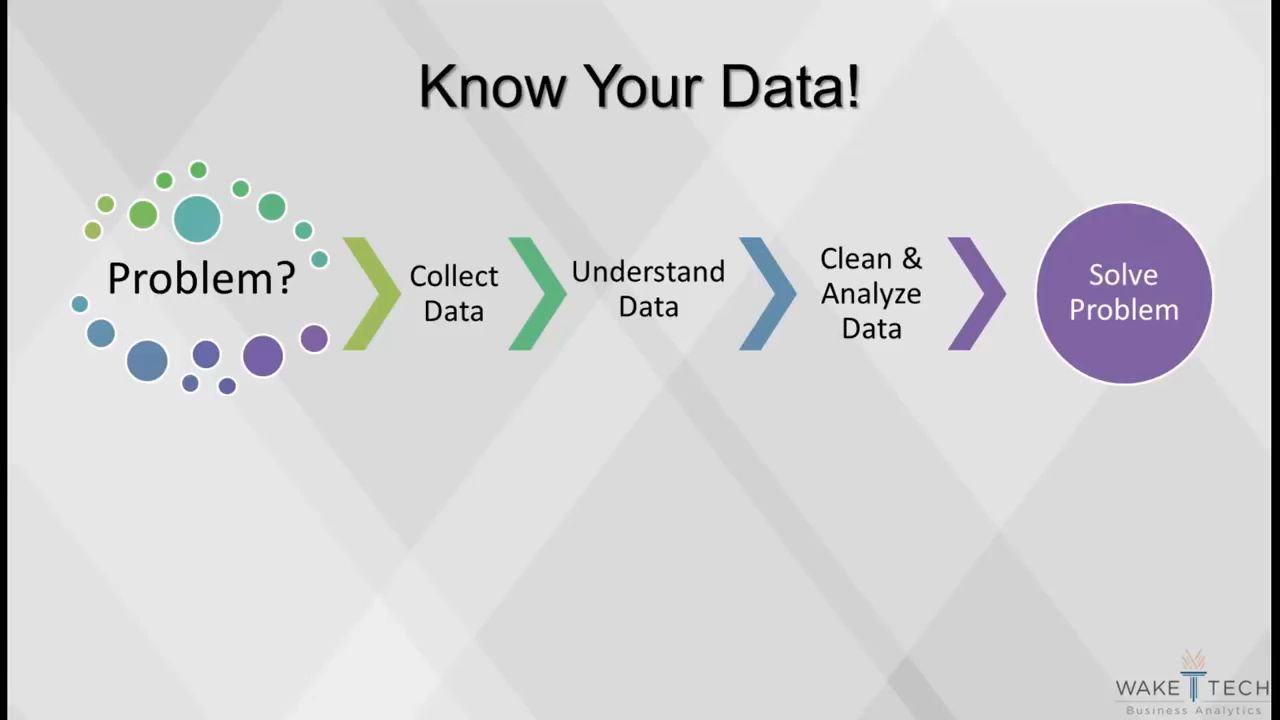 Know Your Data!
Problem?
Collect
Data
Understand
Data
Clean &
Analyze
Data
Solve
Problem
WAKE TECH
Business Analytics